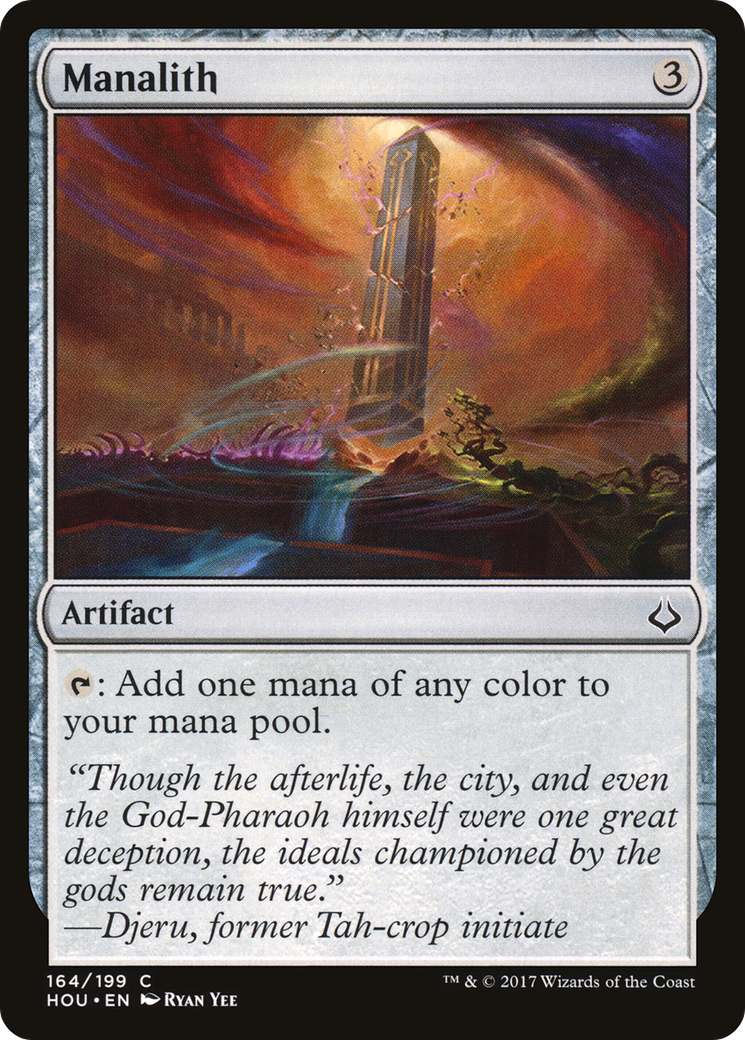 Manalith 3
Artifact
: Add one mana of any color to
your mana pool.
“Though the afterlife, the city, and even
the God-Pharaoh himself were one great
deception, the ideals championed by the
gods remain true.”
—Djeru, former Tah-crop initiate
164/199 C
HOU • EN Ryan Yee
™ & © 2017 Wizards of the Coast